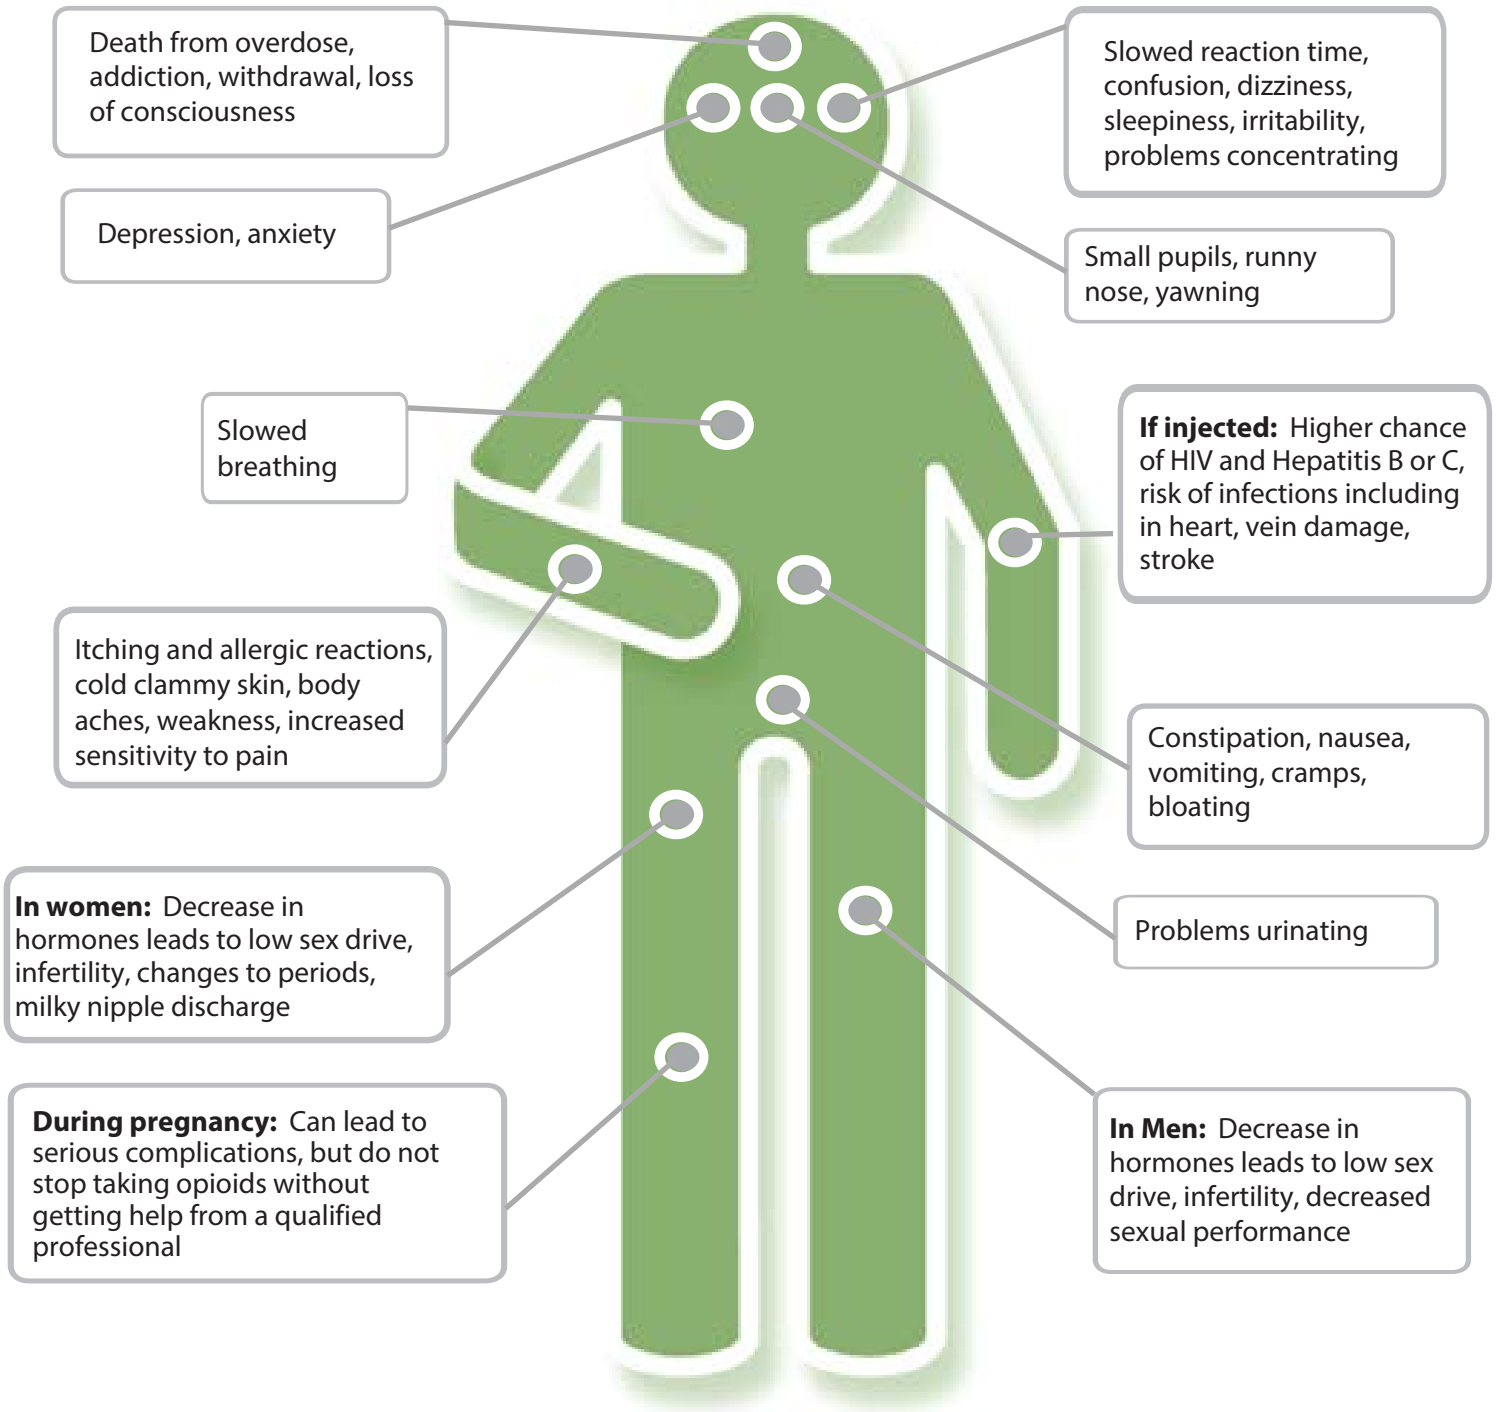 Death from overdose,
addiction, withdrawal, loss
of consciousness
Slowed reaction time,
confusion, dizziness,
sleepiness, irritability,
problems concentrating
Depression, anxiety
Small pupils, runny
nose, yawning
Slowed
breathing
If injected: Higher chance
of HIV and Hepatitis B or C,
risk of infections including
in heart, vein damage,
stroke
Itching and allergic reactions,
cold clammy skin, body
aches, weakness, increased
sensitivity to pain
Constipation, nausea,
vomiting, cramps,
bloating
In women: Decrease in
hormones leads to low sex drive,
infertility, changes to periods,
milky nipple discharge
Problems urinating
During pregnancy: Can lead to
serious complications, but do not
stop taking opioids without
getting help from a qualified
professional
In Men: Decrease in
hormones leads to low sex
drive, infertility, decreased
sexual performance